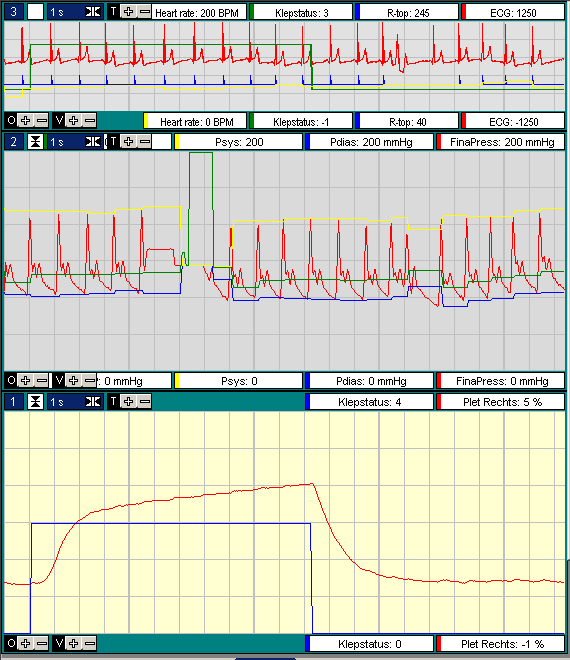 3 1 s T Heart rate: 200 BPM Klepstatus: 3 R-top: 245 ECG: 1250
O V Heart rate: 0 BPM Klepstatus: -1 R-top: 40 ECG: -1250
2 1 s T Psys: 200 Pdias: 200 mmHg FinaPress: 200 mmHg
O V : 0 mmHg Psys: 0 Pdias: 0 mmHg FinaPress: 0 mmHg
1 1 s T Klepstatus: 4 Plet Rechts: 5 %
O V Klepstatus: 0 Plet Rechts: -1 %